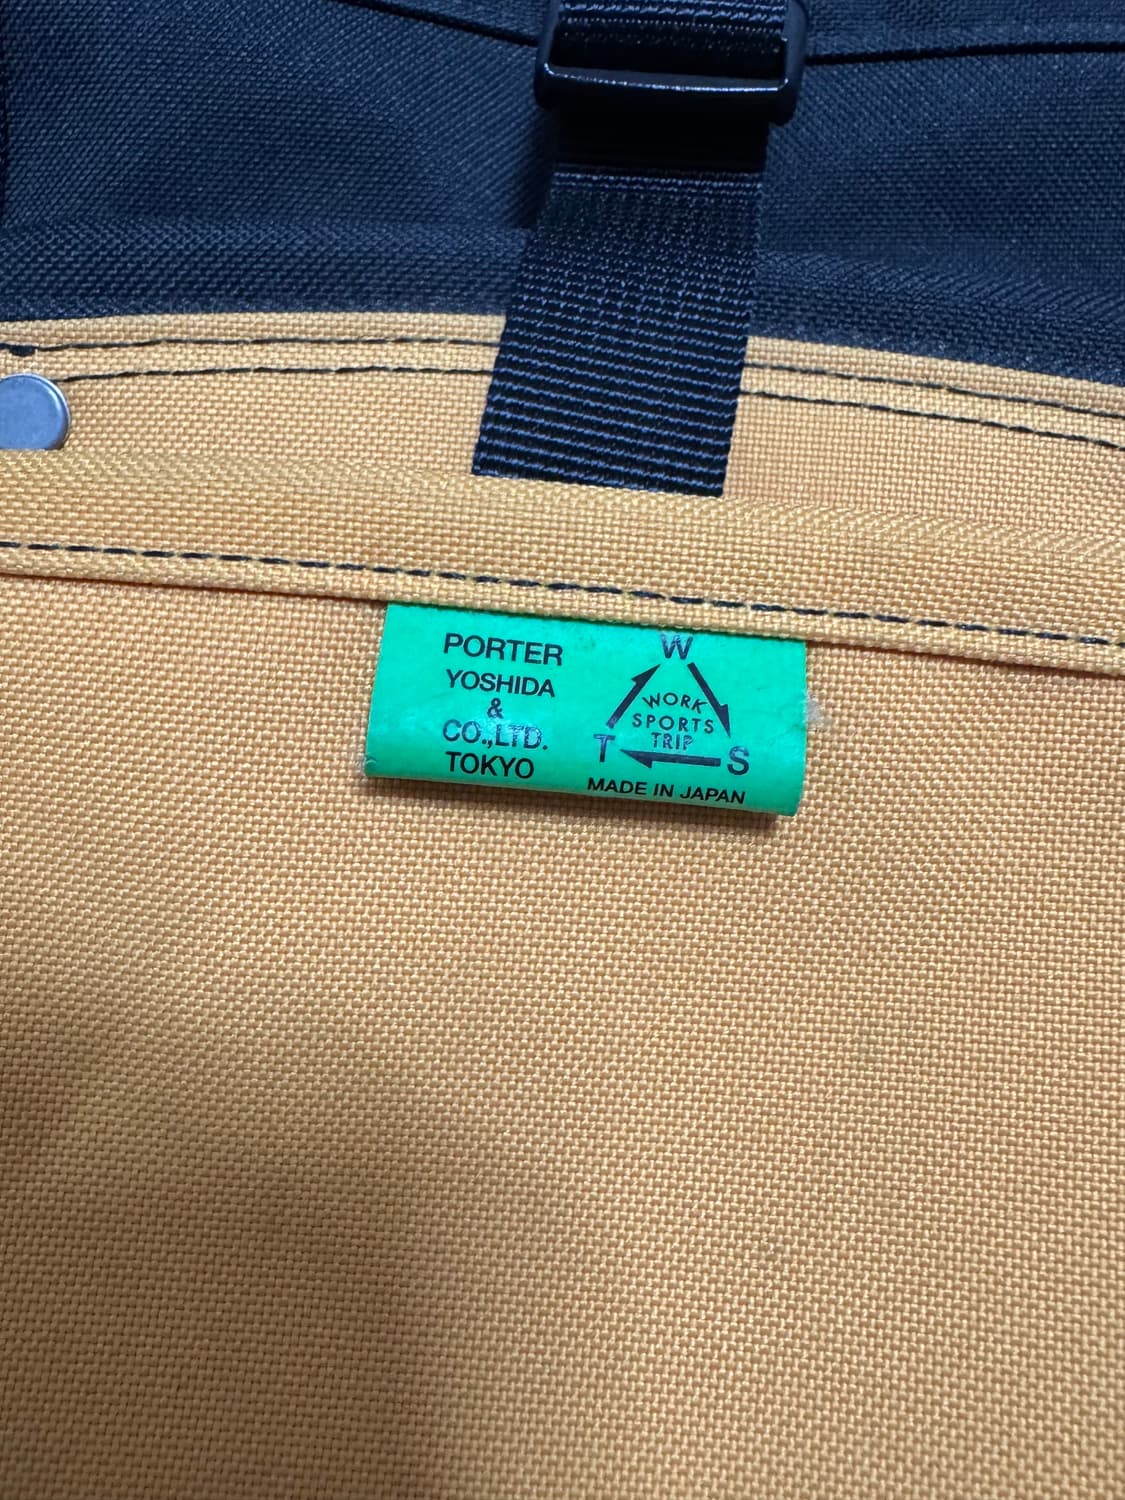 PORTER
YOSHIDA
&
CO.,LTD.
TOKYO
W
WORK
SPORTS
TRIP
T S
MADE IN JAPAN